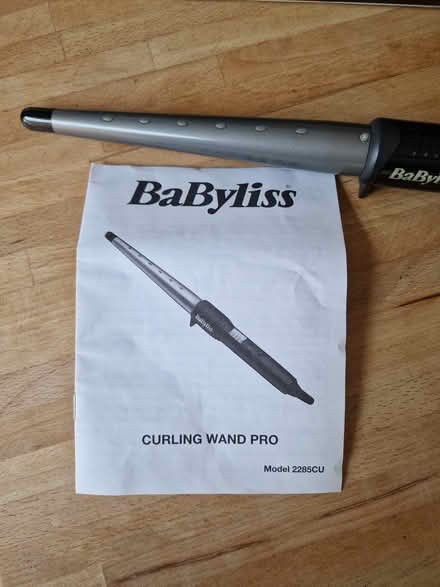 BaByliss
BaByliss
CURLING WAND PRO
Model 2285CU